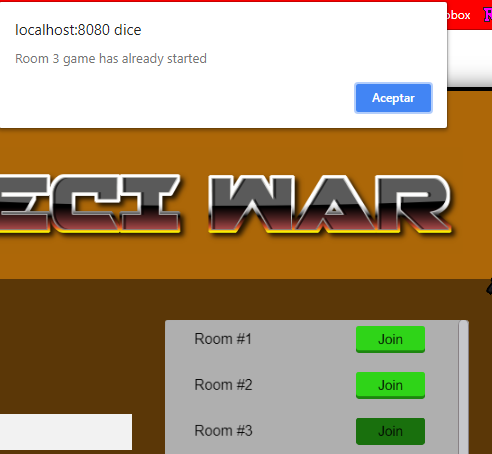 localhost:8080 dice
Room 3 game has already started
Aceptar
ECI WAR
Room #1 Join
Room #2 Join
Room #3 Join